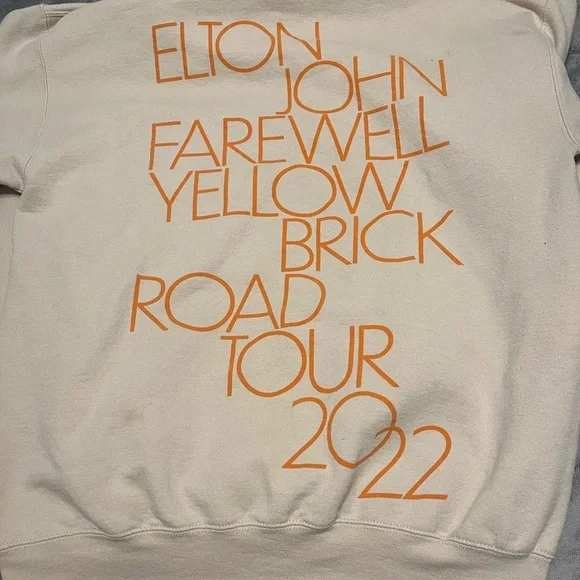 ELTON
JOHN
FAREWELL
YELLOW
BRICK
ROAD
TOUR
2022